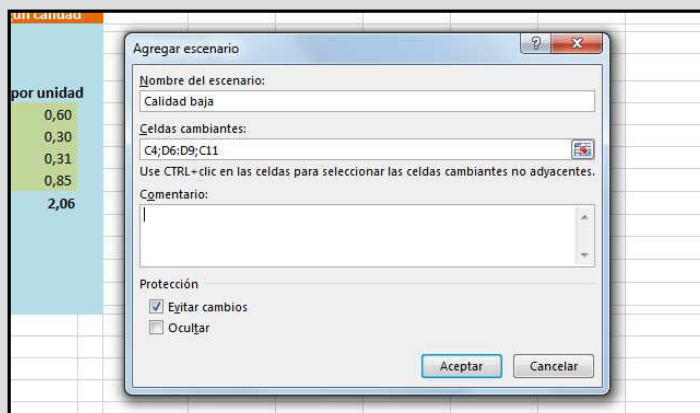 ún calidad
Agregar escenario
Nombre del escenario:
Calidad baja
por unidad
0,60
0,30
0,31
0,85
2,06
Celdas cambiantes:
C4;D6:D9;C11
Use CTRL+clic en las celdas para seleccionar las celdas cambiantes no adyacentes.
Comentario:
Protección
Evitar cambios
Ocultar
Aceptar
Cancelar